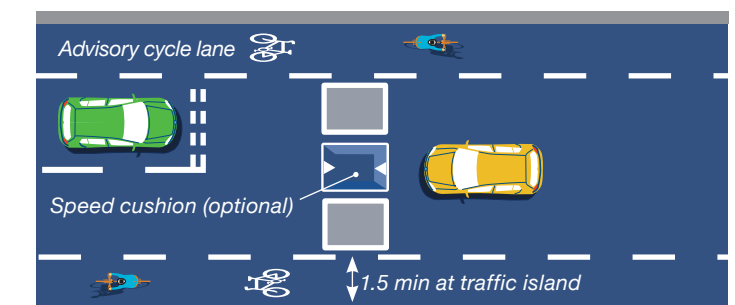 Advisory cycle lane
Speed cushion (optional)
1.5 min at traffic island